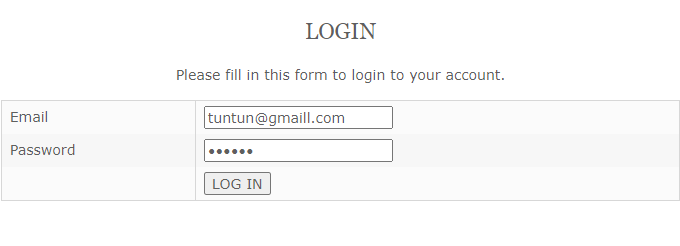 LOGIN
Please fill in this form to login to your account.
Email tuntun@gmaill.com
Password ••••••
LOG IN